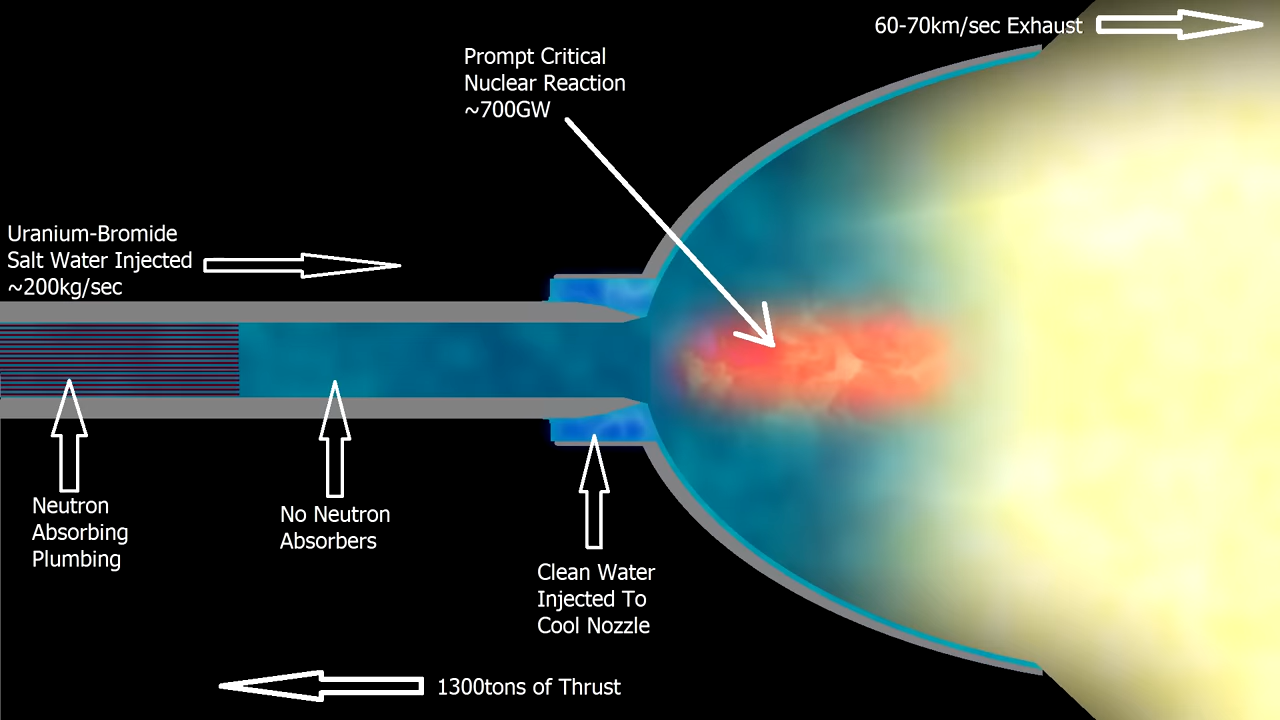 60-70km/sec Exhaust
Prompt Critical
Nuclear Reaction
~700GW
Uranium-Bromide
Salt Water Injected
~200kg/sec
Neutron
Absorbing
Plumbing
No Neutron
Absorbers
Clean Water
Injected To
Cool Nozzle
1300tons of Thrust